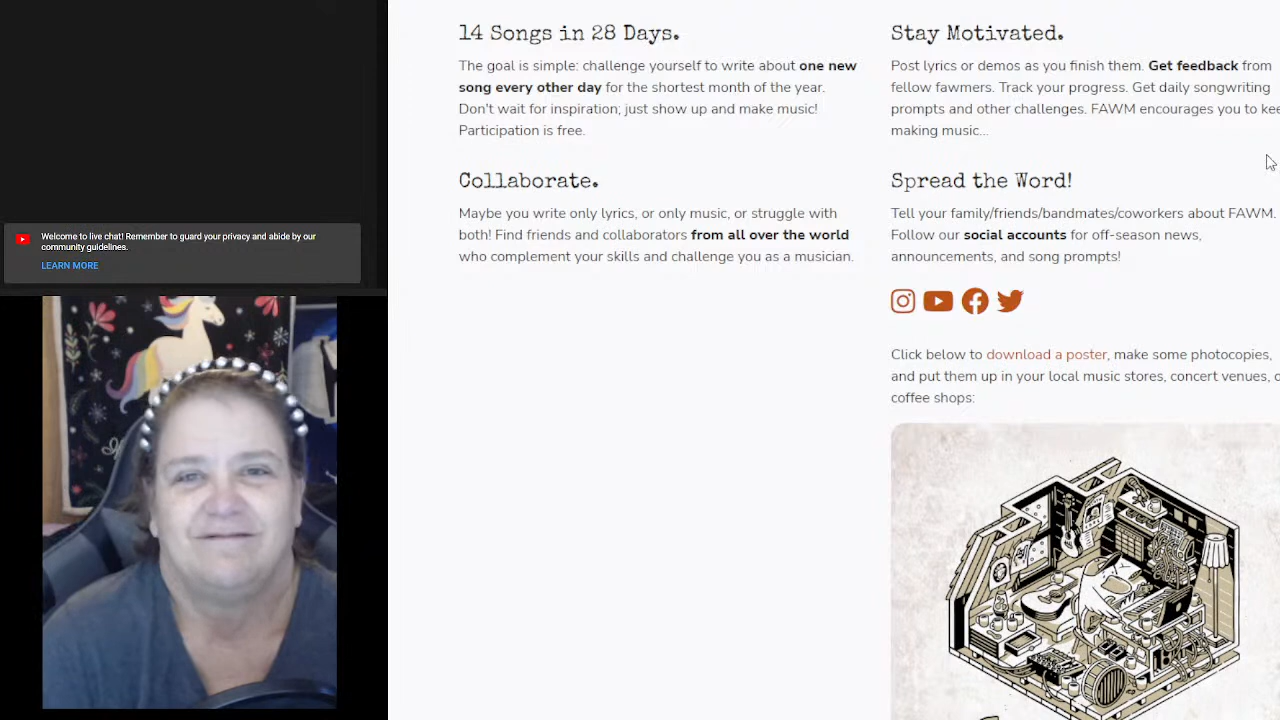 Welcome to live chat! Remember to guard your privacy and abide by our
community guidelines.
LEARN MORE
14 Songs in 28 Days.
The goal is simple: challenge yourself to write about one new
song every other day for the shortest month of the year.
Don't wait for inspiration; just show up and make music!
Participation is free.
Collaborate.
Maybe you write only lyrics, or only music, or struggle with
both! Find friends and collaborators from all over the world
who complement your skills and challenge you as a musician.
Stay Motivated.
Post lyrics or demos as you finish them. Get feedback from
fellow fawmers. Track your progress. Get daily songwriting
prompts and other challenges. FAWM encourages you to kee
making music...
Spread the Word!
Tell your family/friends/bandmates/coworkers about FAWM.
Follow our social accounts for off-season news,
announcements, and song prompts!
Click below to download a poster, make some photocopies,
and put them up in your local music stores, concert venues, o
coffee shops: